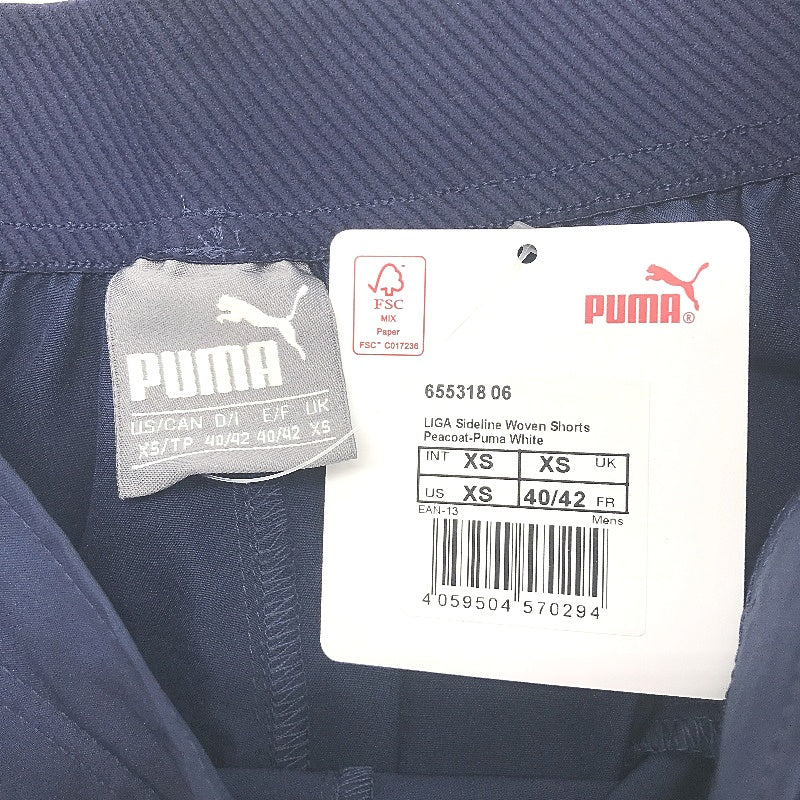 PUMA
US/CAN D/I E/F UK
XS/TP 40/42 40/42 XS
FSC
MIX
Paper
FSC™ C017236
PUMA®
655318 06
LIGA Sideline Woven Shorts
Peacoat-Puma White
INT XS XS UK
US XS 40/42 FR
EAN-13 Mens
4 059504 570294